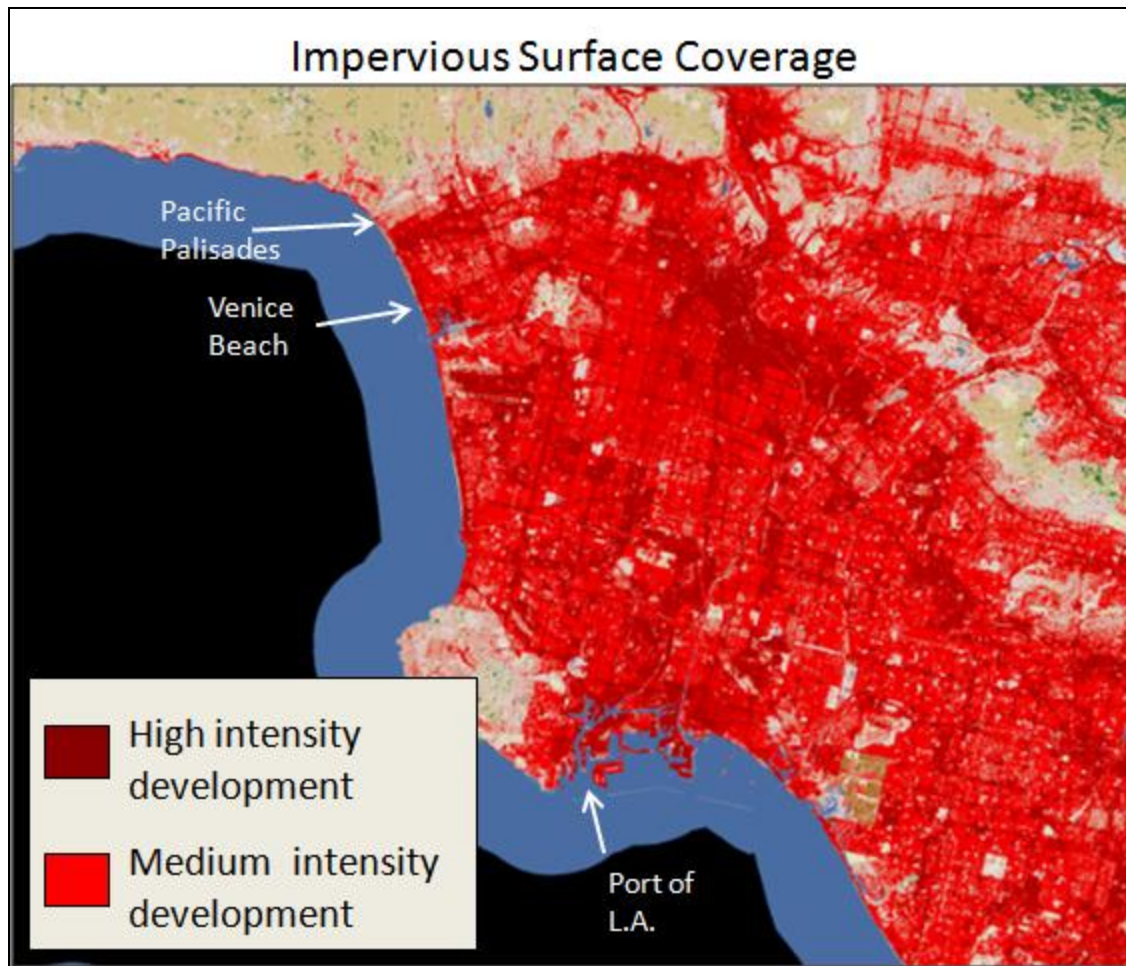 Impervious Surface Coverage
Pacific
Palisades
Venice
Beach
High intensity
development
Medium intensity
development
Port of
L.A.